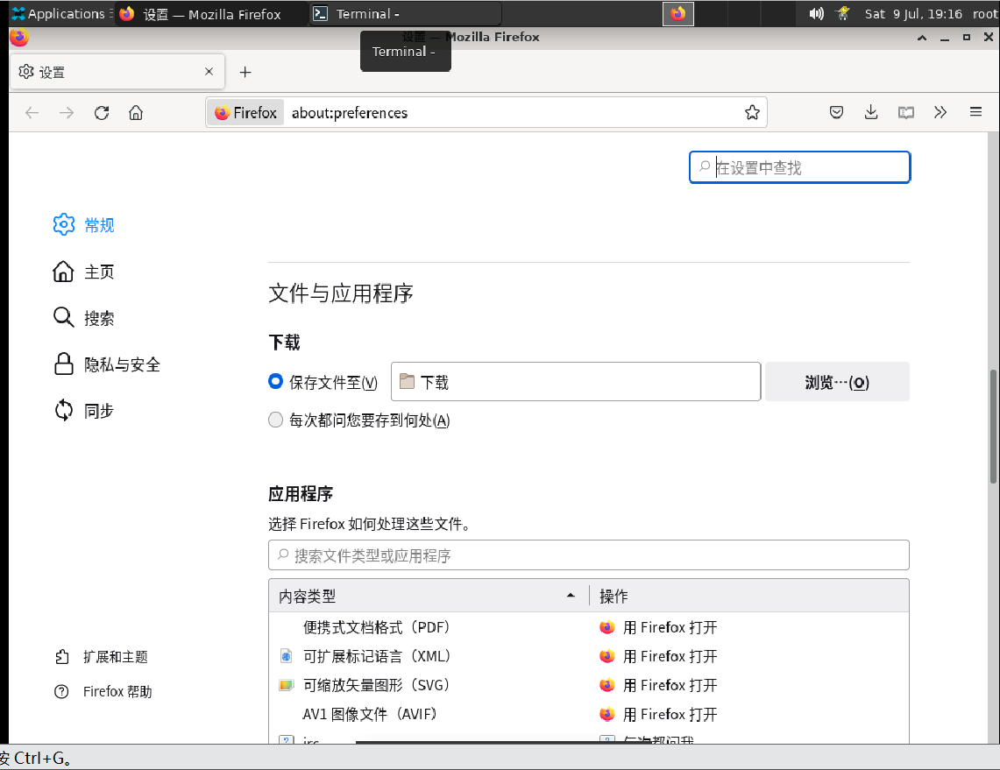 Applications
设置 — Mozilla Firefox
Terminal -
Sat 9 Jul, 19:16 root
设置 — Mozilla Firefox
Terminal -
设置
Firefox about:preferences
在设置中查找
常规
主页
搜索
隐私与安全
同步
扩展和主题
Firefox 帮助
文件与应用程序
下载
保存文件至(V) 下载 浏览…(O)
每次都问您要存到何处(A)
应用程序
选择 Firefox 如何处理这些文件。
搜索文件类型或应用程序
内容类型 操作
便携式文档格式（PDF） 用 Firefox 打开
可扩展标记语言（XML） 用 Firefox 打开
可缩放矢量图形（SVG） 用 Firefox 打开
AV1 图像文件（AVIF） 用 Firefox 打开
irc 每次都问我
按 Ctrl+G。